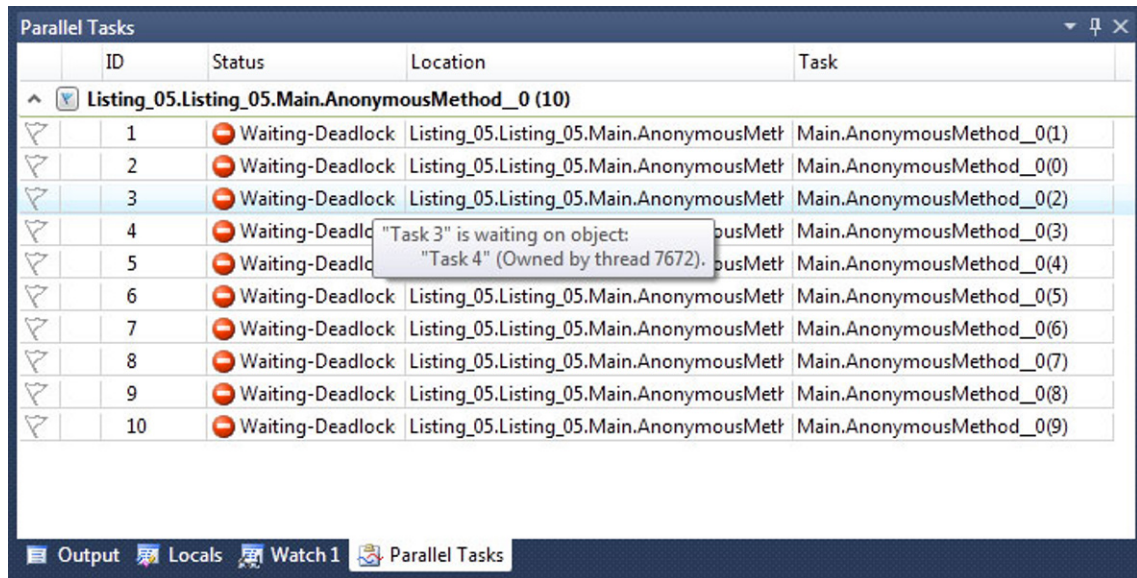 Parallel Tasks
ID Status Location Task
Listing_05.Listing_05.Main.AnonymousMethod__0 (10)
1 Waiting-Deadlock Listing_05.Listing_05.Main.AnonymousMeth Main.AnonymousMethod__0(1)
2 Waiting-Deadlock Listing_05.Listing_05.Main.AnonymousMeth Main.AnonymousMethod__0(0)
3 Waiting-Deadlock Listing_05.Listing_05.Main.AnonymousMeth Main.AnonymousMethod__0(2)
4 Waiting-Deadlo ousMeth Main.AnonymousMethod__0(3)
"Task 3" is waiting on object:
"Task 4" (Owned by thread 7672).
5 Waiting-Deadlo ousMeth Main.AnonymousMethod__0(4)
6 Waiting-Deadlock Listing_05.Listing_05.Main.AnonymousMeth Main.AnonymousMethod__0(5)
7 Waiting-Deadlock Listing_05.Listing_05.Main.AnonymousMeth Main.AnonymousMethod__0(6)
8 Waiting-Deadlock Listing_05.Listing_05.Main.AnonymousMeth Main.AnonymousMethod__0(7)
9 Waiting-Deadlock Listing_05.Listing_05.Main.AnonymousMeth Main.AnonymousMethod__0(8)
10 Waiting-Deadlock Listing_05.Listing_05.Main.AnonymousMeth Main.AnonymousMethod__0(9)
Output Locals Watch 1 Parallel Tasks